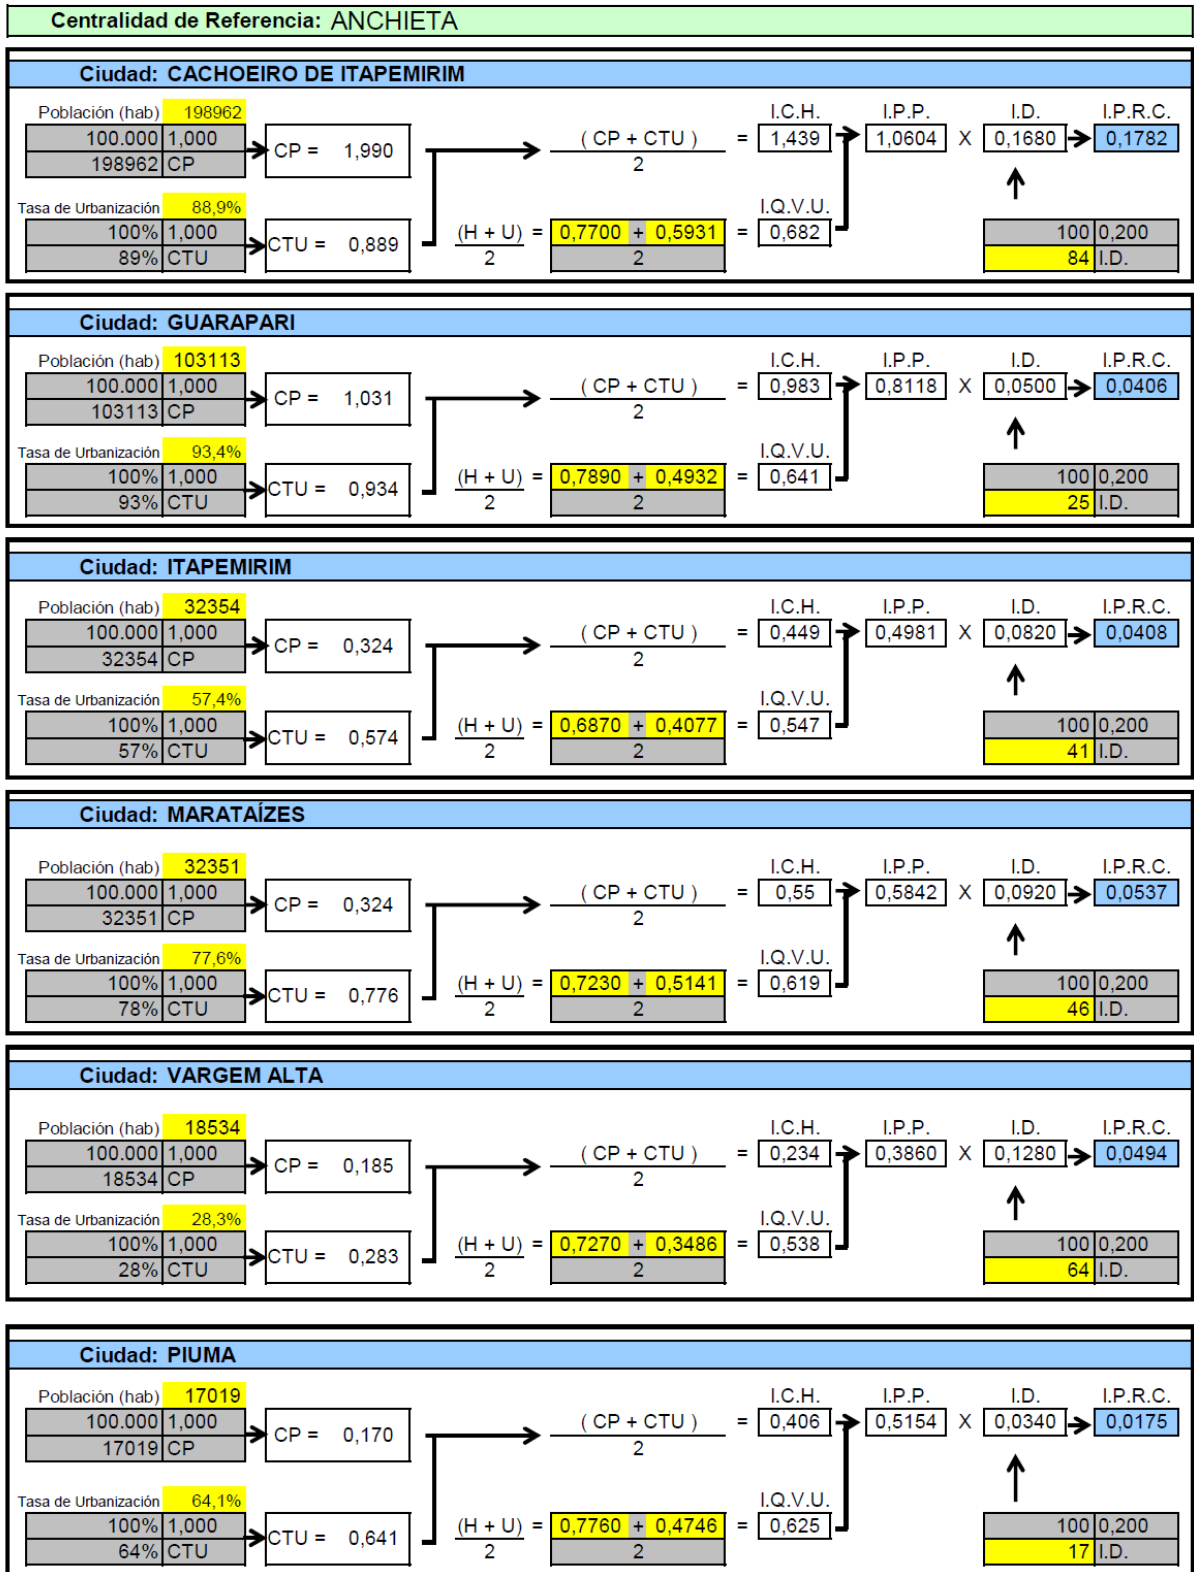 Centralidad de Referencia: ANCHIETA
Ciudad: CACHOEIRO DE ITAPEMIRIM
Población (hab) 198962 I.C.H. I.P.P. I.D. I.P.R.C.
100.000 1,000 CP = 1,990 ( CP + CTU ) = 1,439 1,0604 X 0,1680 0,1782
198962 CP 2
Tasa de Urbanización 88,9% I.Q.V.U.
100% 1,000 CTU = 0,889 (H + U) = 0,7700 + 0,5931 = 0,682 100 0,200
89% CTU 2 2 84 I.D.
Ciudad: GUARAPARI
Población (hab) 103113 I.C.H. I.P.P. I.D. I.P.R.C.
100.000 1,000 CP = 1,031 ( CP + CTU ) = 0,983 0,8118 X 0,0500 0,0406
103113 CP 2
Tasa de Urbanización 93,4% I.Q.V.U.
100% 1,000 CTU = 0,934 (H + U) = 0,7890 + 0,4932 = 0,641 100 0,200
93% CTU 2 2 25 I.D.
Ciudad: ITAPEMIRIM
Población (hab) 32354 I.C.H. I.P.P. I.D. I.P.R.C.
100.000 1,000 CP = 0,324 ( CP + CTU ) = 0,449 0,4981 X 0,0820 0,0408
32354 CP 2
Tasa de Urbanización 57,4% I.Q.V.U.
100% 1,000 CTU = 0,574 (H + U) = 0,6870 + 0,4077 = 0,547 100 0,200
57% CTU 2 2 41 I.D.
Ciudad: MARATAÍZES
Población (hab) 32351 I.C.H. I.P.P. I.D. I.P.R.C.
100.000 1,000 CP = 0,324 ( CP + CTU ) = 0,55 0,5842 X 0,0920 0,0537
32351 CP 2
Tasa de Urbanización 77,6% I.Q.V.U.
100% 1,000 CTU = 0,776 (H + U) = 0,7230 + 0,5141 = 0,619 100 0,200
78% CTU 2 2 46 I.D.
Ciudad: VARGEM ALTA
Población (hab) 18534 I.C.H. I.P.P. I.D. I.P.R.C.
100.000 1,000 CP = 0,185 ( CP + CTU ) = 0,234 0,3860 X 0,1280 0,0494
18534 CP 2
Tasa de Urbanización 28,3% I.Q.V.U.
100% 1,000 CTU = 0,283 (H + U) = 0,7270 + 0,3486 = 0,538 100 0,200
28% CTU 2 2 64 I.D.
Ciudad: PIUMA
Población (hab) 17019 I.C.H. I.P.P. I.D. I.P.R.C.
100.000 1,000 CP = 0,170 ( CP + CTU ) = 0,406 0,5154 X 0,0340 0,0175
17019 CP 2
Tasa de Urbanización 64,1% I.Q.V.U.
100% 1,000 CTU = 0,641 (H + U) = 0,7760 + 0,4746 = 0,625 100 0,200
64% CTU 2 2 17 I.D.